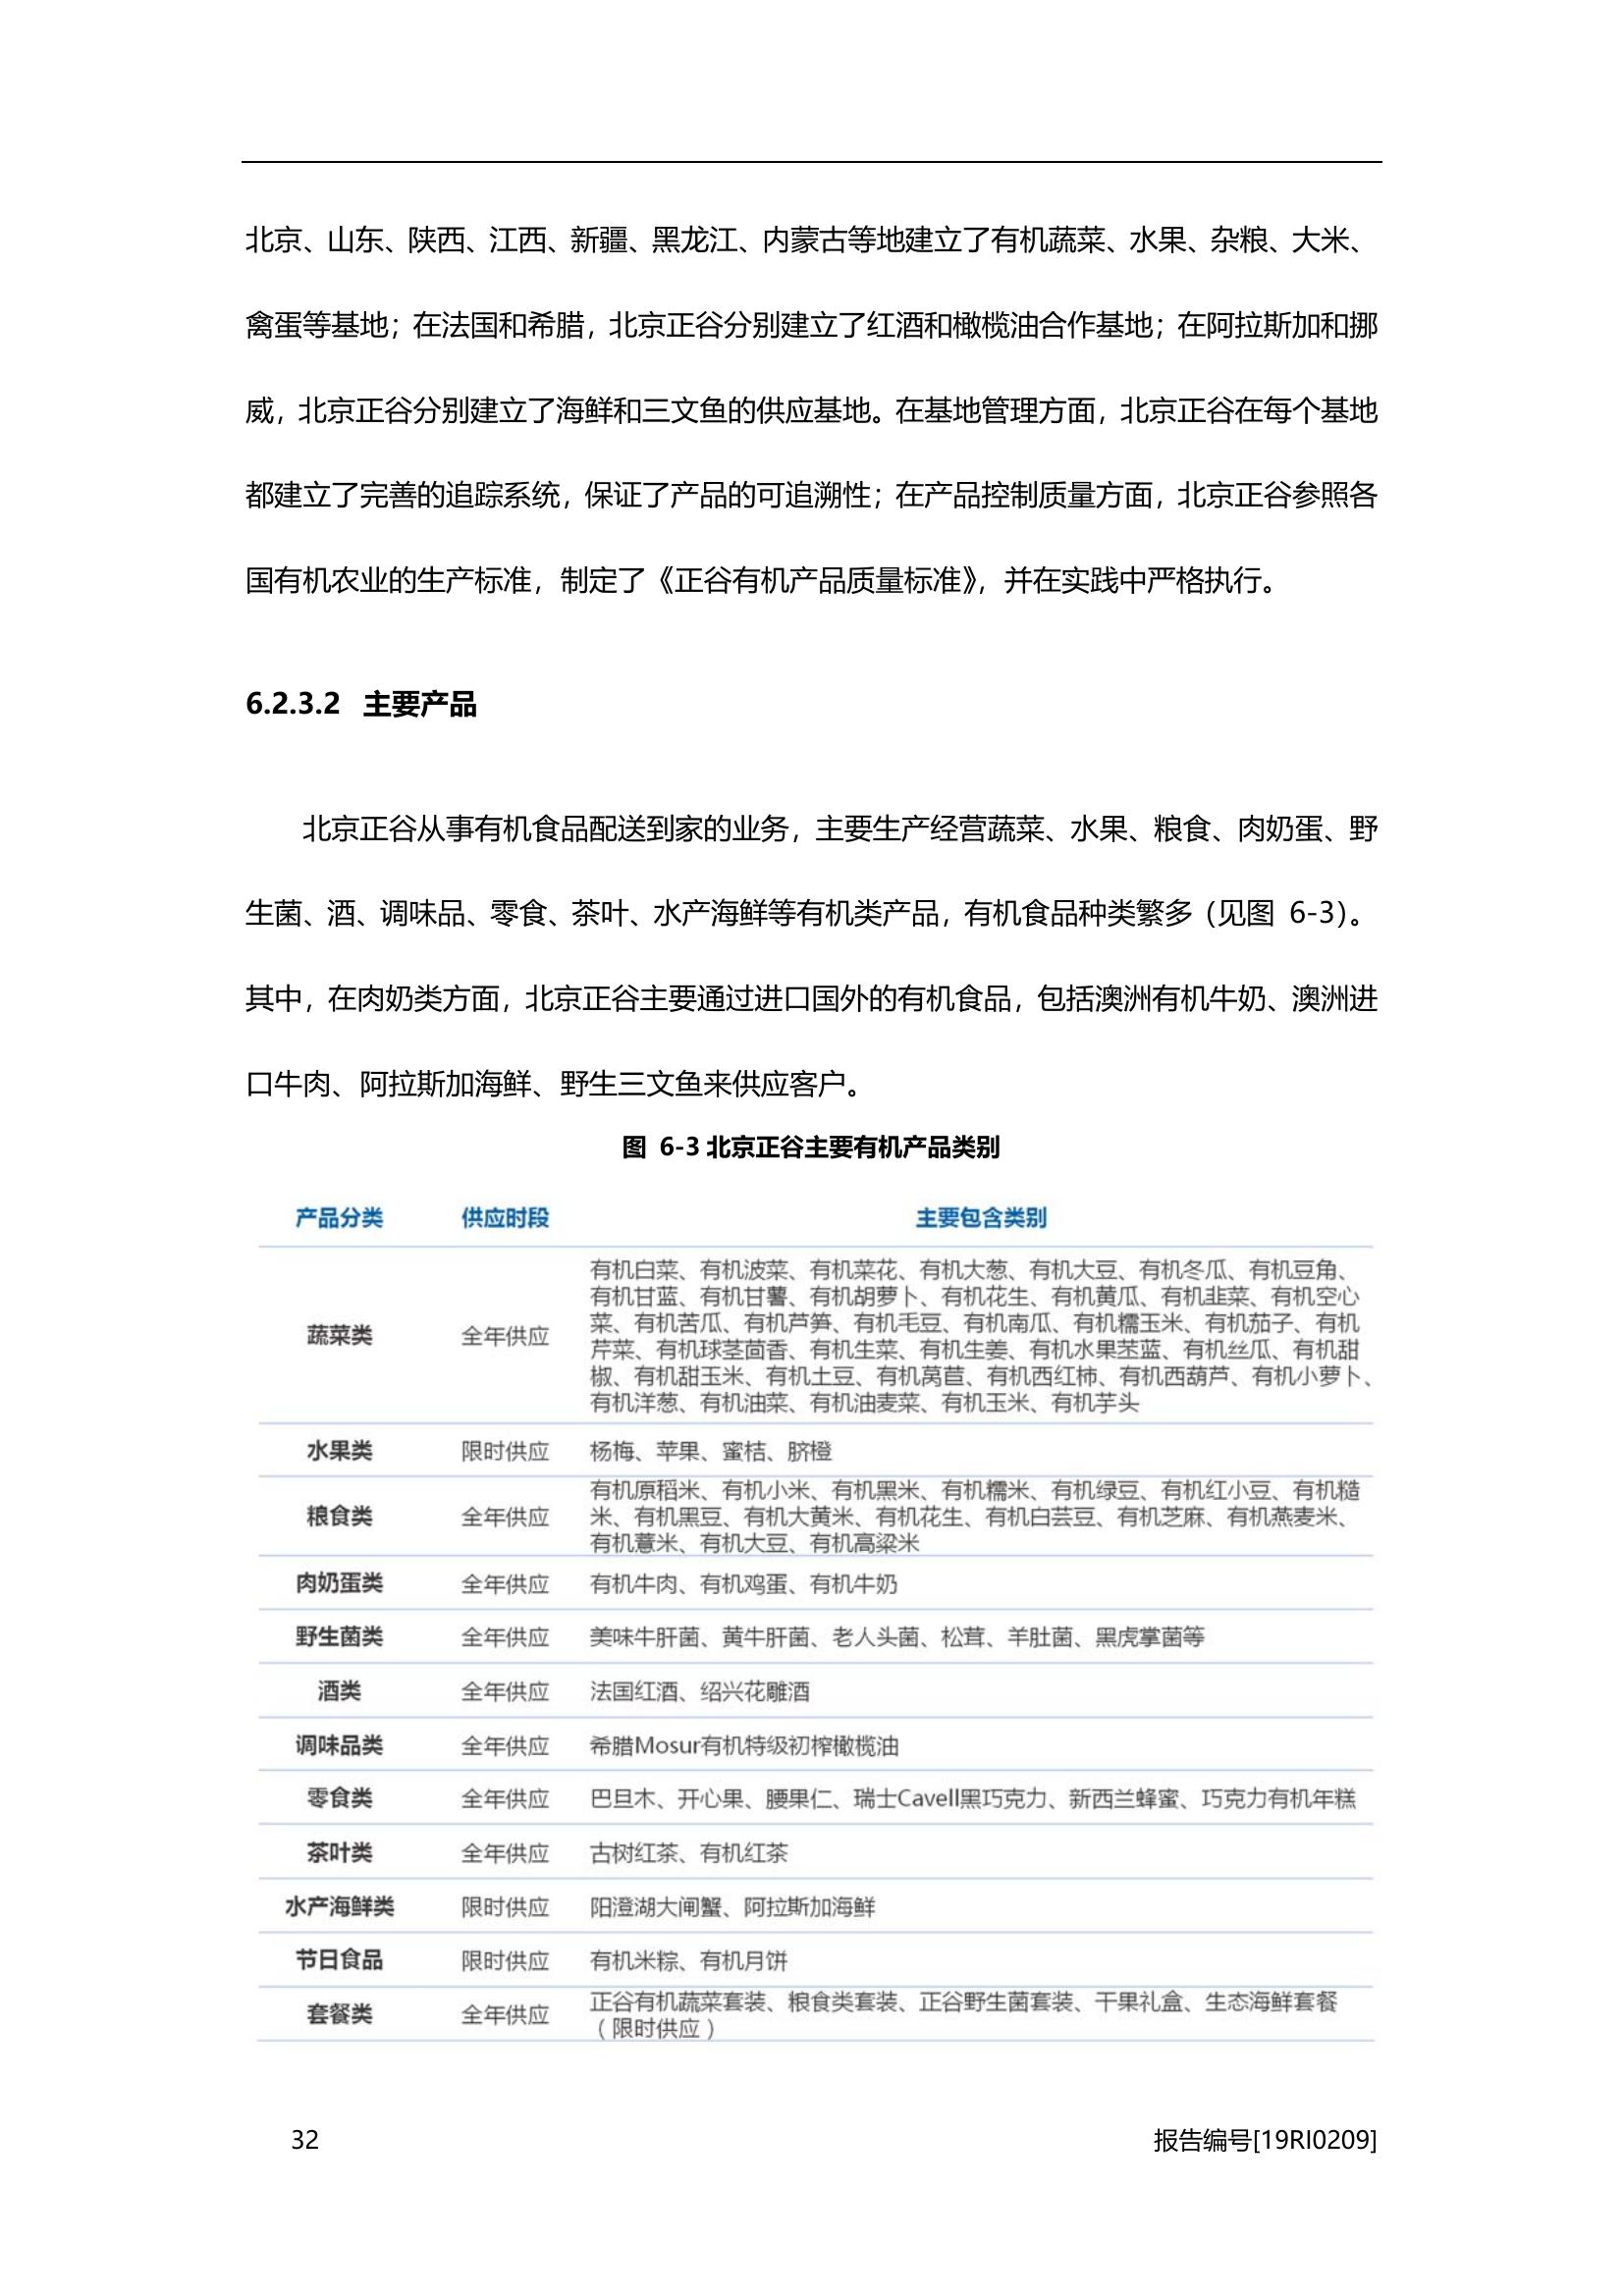 北京、山东、陕西、江西、新疆、黑龙江、内蒙古等地建立了有机蔬菜、水果、杂粮、大米、
禽蛋等基地；在法国和希腊，北京正谷分别建立了红酒和橄榄油合作基地；在阿拉斯加和挪
威，北京正谷分别建立了海鲜和三文鱼的供应基地。在基地管理方面，北京正谷在每个基地
都建立了完善的追踪系统，保证了产品的可追溯性；在产品控制质量方面，北京正谷参照各
国有机农业的生产标准，制定了《正谷有机产品质量标准》，并在实践中严格执行。
6.2.3.2 主要产品
北京正谷从事有机食品配送到家的业务，主要生产经营蔬菜、水果、粮食、肉奶蛋、野
生菌、酒、调味品、零食、茶叶、水产海鲜等有机类产品，有机食品种类繁多（见图 6-3）。
其中，在肉奶类方面，北京正谷主要通过进口国外的有机食品，包括澳洲有机牛奶、澳洲进
口牛肉、阿拉斯加海鲜、野生三文鱼来供应客户。
图 6-3 北京正谷主要有机产品类别
产品分类 供应时段 主要包含类别
有机白菜、有机波菜、有机菜花、有机大葱、有机大豆、有机冬瓜、有机豆角、
有机甘蓝、有机甘薯、有机胡萝卜、有机花生、有机黄瓜、有机韭菜、有机空心
蔬菜类 全年供应 菜、有机苦瓜、有机芦笋、有机毛豆、有机南瓜、有机糯玉米、有机茄子、有机
芹菜、有机球茎茴香、有机生菜、有机生姜、有机水果苤蓝、有机丝瓜、有机甜
椒、有机甜玉米、有机土豆、有机莴苣、有机西红柿、有机西葫芦、有机小萝卜、
有机洋葱、有机油菜、有机油麦菜、有机玉米、有机芋头
水果类 限时供应 杨梅、苹果、蜜桔、脐橙
有机原稻米、有机小米、有机黑米、有机糯米、有机绿豆、有机红小豆、有机糙
粮食类 全年供应 米、有机黑豆、有机大黄米、有机花生、有机白芸豆、有机芝麻、有机燕麦米、
有机薏米、有机大豆、有机高粱米
肉奶蛋类 全年供应 有机牛肉、有机鸡蛋、有机牛奶
野生菌类 全年供应 美味牛肝菌、黄牛肝菌、老人头菌、松茸、羊肚菌、黑虎掌菌等
酒类 全年供应 法国红酒、绍兴花雕酒
调味品类 全年供应 希腊Mosur有机特级初榨橄榄油
零食类 全年供应 巴旦木、开心果、腰果仁、瑞士Cavell黑巧克力、新西兰蜂蜜、巧克力有机年糕
茶叶类 全年供应 古树红茶、有机红茶
水产海鲜类 限时供应 阳澄湖大闸蟹、阿拉斯加海鲜
节日食品 限时供应 有机米粽、有机月饼
套餐类 全年供应 正谷有机蔬菜套装、粮食类套装、正谷野生菌套装、干果礼盒、生态海鲜套餐
（限时供应）
32 报告编号[19RI0209]